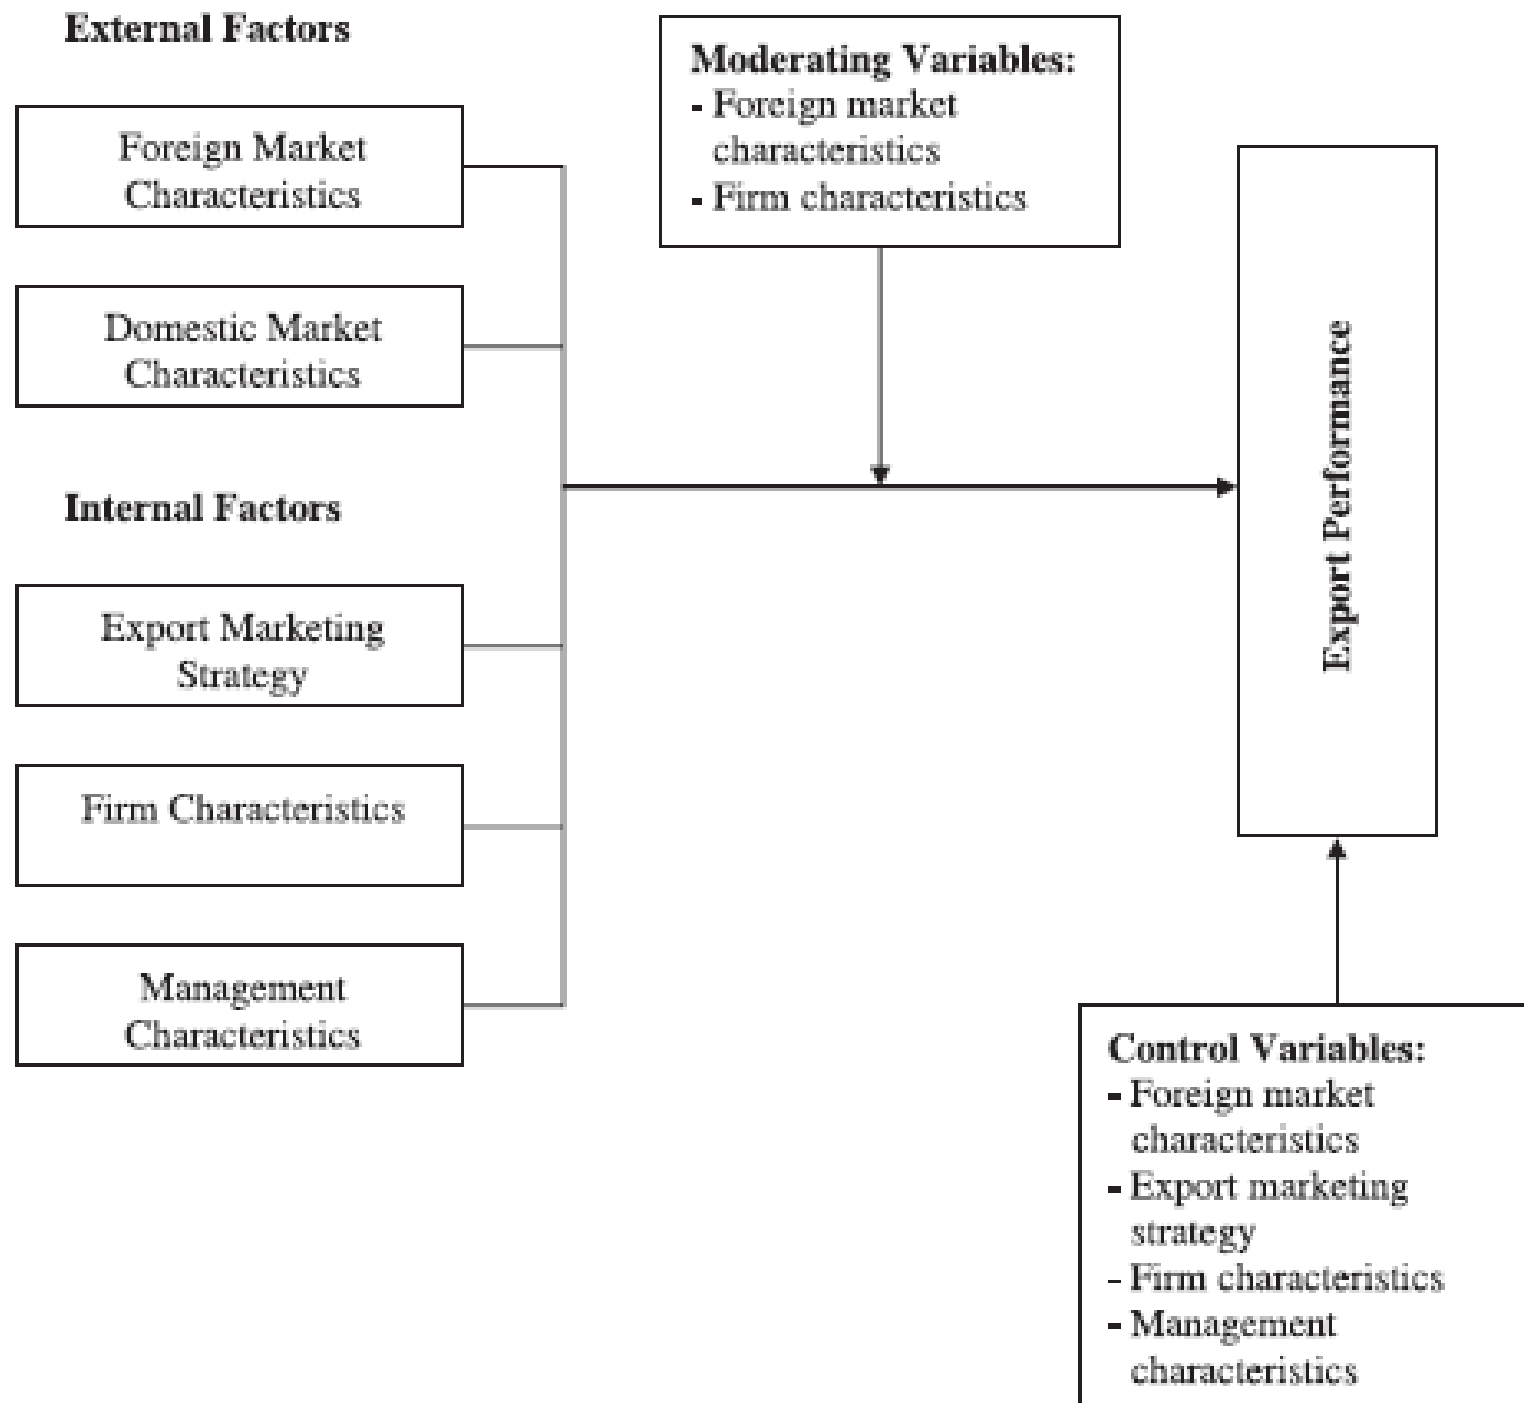 External Factors
Foreign Market
Characteristics
Domestic Market
Characteristics
Internal Factors
Export Marketing
Strategy
Firm Characteristics
Management
Characteristics
Moderating Variables:
- Foreign market
characteristics
- Firm characteristics
Export Performance
Control Variables:
- Foreign market
characteristics
- Export marketing
strategy
- Firm characteristics
- Management
characteristics